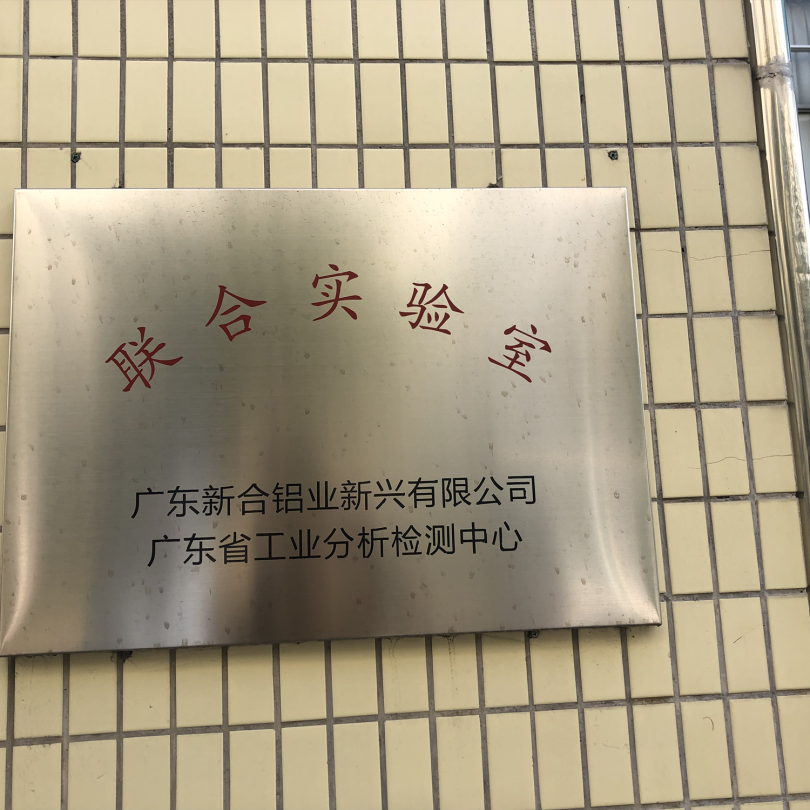 联合实验室
广东新合铝业新兴有限公司
广东省工业分析检测中心